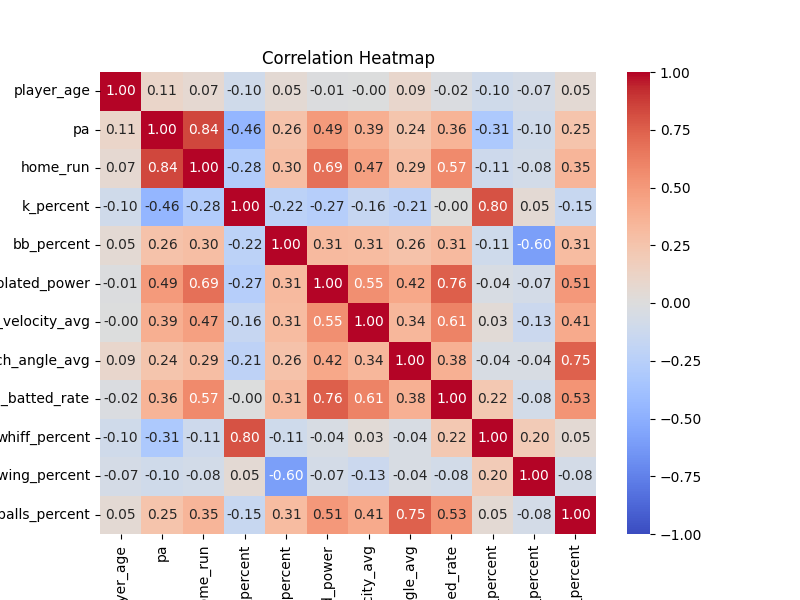 Correlation Heatmap
player_age 1.00 0.11 0.07 -0.10 0.05 -0.01 -0.00 0.09 -0.02 -0.10 -0.07 0.05
pa 0.11 1.00 0.84 -0.46 0.26 0.49 0.39 0.24 0.36 -0.31 -0.10 0.25
home_run 0.07 0.84 1.00 -0.28 0.30 0.69 0.47 0.29 0.57 -0.11 -0.08 0.35
k_percent -0.10 -0.46 -0.28 1.00 -0.22 -0.27 -0.16 -0.21 -0.00 0.80 0.05 -0.15
bb_percent 0.05 0.26 0.30 -0.22 1.00 0.31 0.31 0.26 0.31 -0.11 -0.60 0.31
olated_power -0.01 0.49 0.69 -0.27 0.31 1.00 0.55 0.42 0.76 -0.04 -0.07 0.51
_velocity_avg -0.00 0.39 0.47 -0.16 0.31 0.55 1.00 0.34 0.61 0.03 -0.13 0.41
ch_angle_avg 0.09 0.24 0.29 -0.21 0.26 0.42 0.34 1.00 0.38 -0.04 -0.04 0.75
_batted_rate -0.02 0.36 0.57 -0.00 0.31 0.76 0.61 0.38 1.00 0.22 -0.08 0.53
whiff_percent -0.10 -0.31 -0.11 0.80 -0.11 -0.04 0.03 -0.04 0.22 1.00 0.20 0.05
wing_percent -0.07 -0.10 -0.08 0.05 -0.60 -0.07 -0.13 -0.04 -0.08 0.20 1.00 -0.08
balls_percent 0.05 0.25 0.35 -0.15 0.31 0.51 0.41 0.75 0.53 0.05 -0.08 1.00
yer_age
pa
me_run
percent
percent
d_power
city_avg
gle_avg
ed_rate
_percent
_percent
_percent
1.00
0.75
0.50
0.25
0.00
−0.25
−0.50
−0.75
−1.00